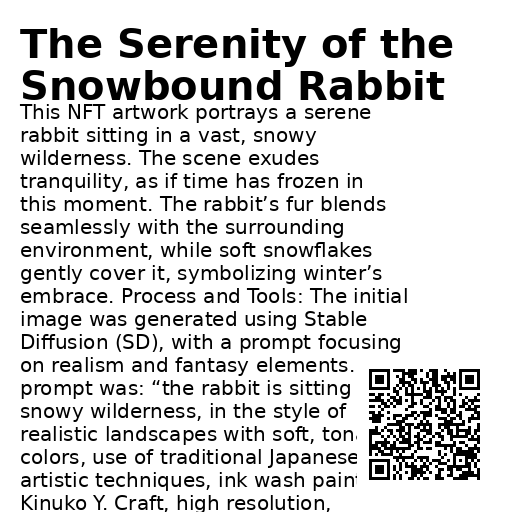 The Serenity of the
Snowbound Rabbit
This NFT artwork portrays a serene
rabbit sitting in a vast, snowy
wilderness. The scene exudes
tranquility, as if time has frozen in
this moment. The rabbit’s fur blends
seamlessly with the surrounding
environment, while soft snowflakes
gently cover it, symbolizing winter’s
embrace. Process and Tools: The initial
image was generated using Stable
Diffusion (SD), with a prompt focusing
on realism and fantasy elements.
prompt was: “the rabbit is sitting
snowy wilderness, in the style of
realistic landscapes with soft,
colors, use of traditional Japanese
artistic techniques, ink wash
Kinuko Y. Craft, high resolution,